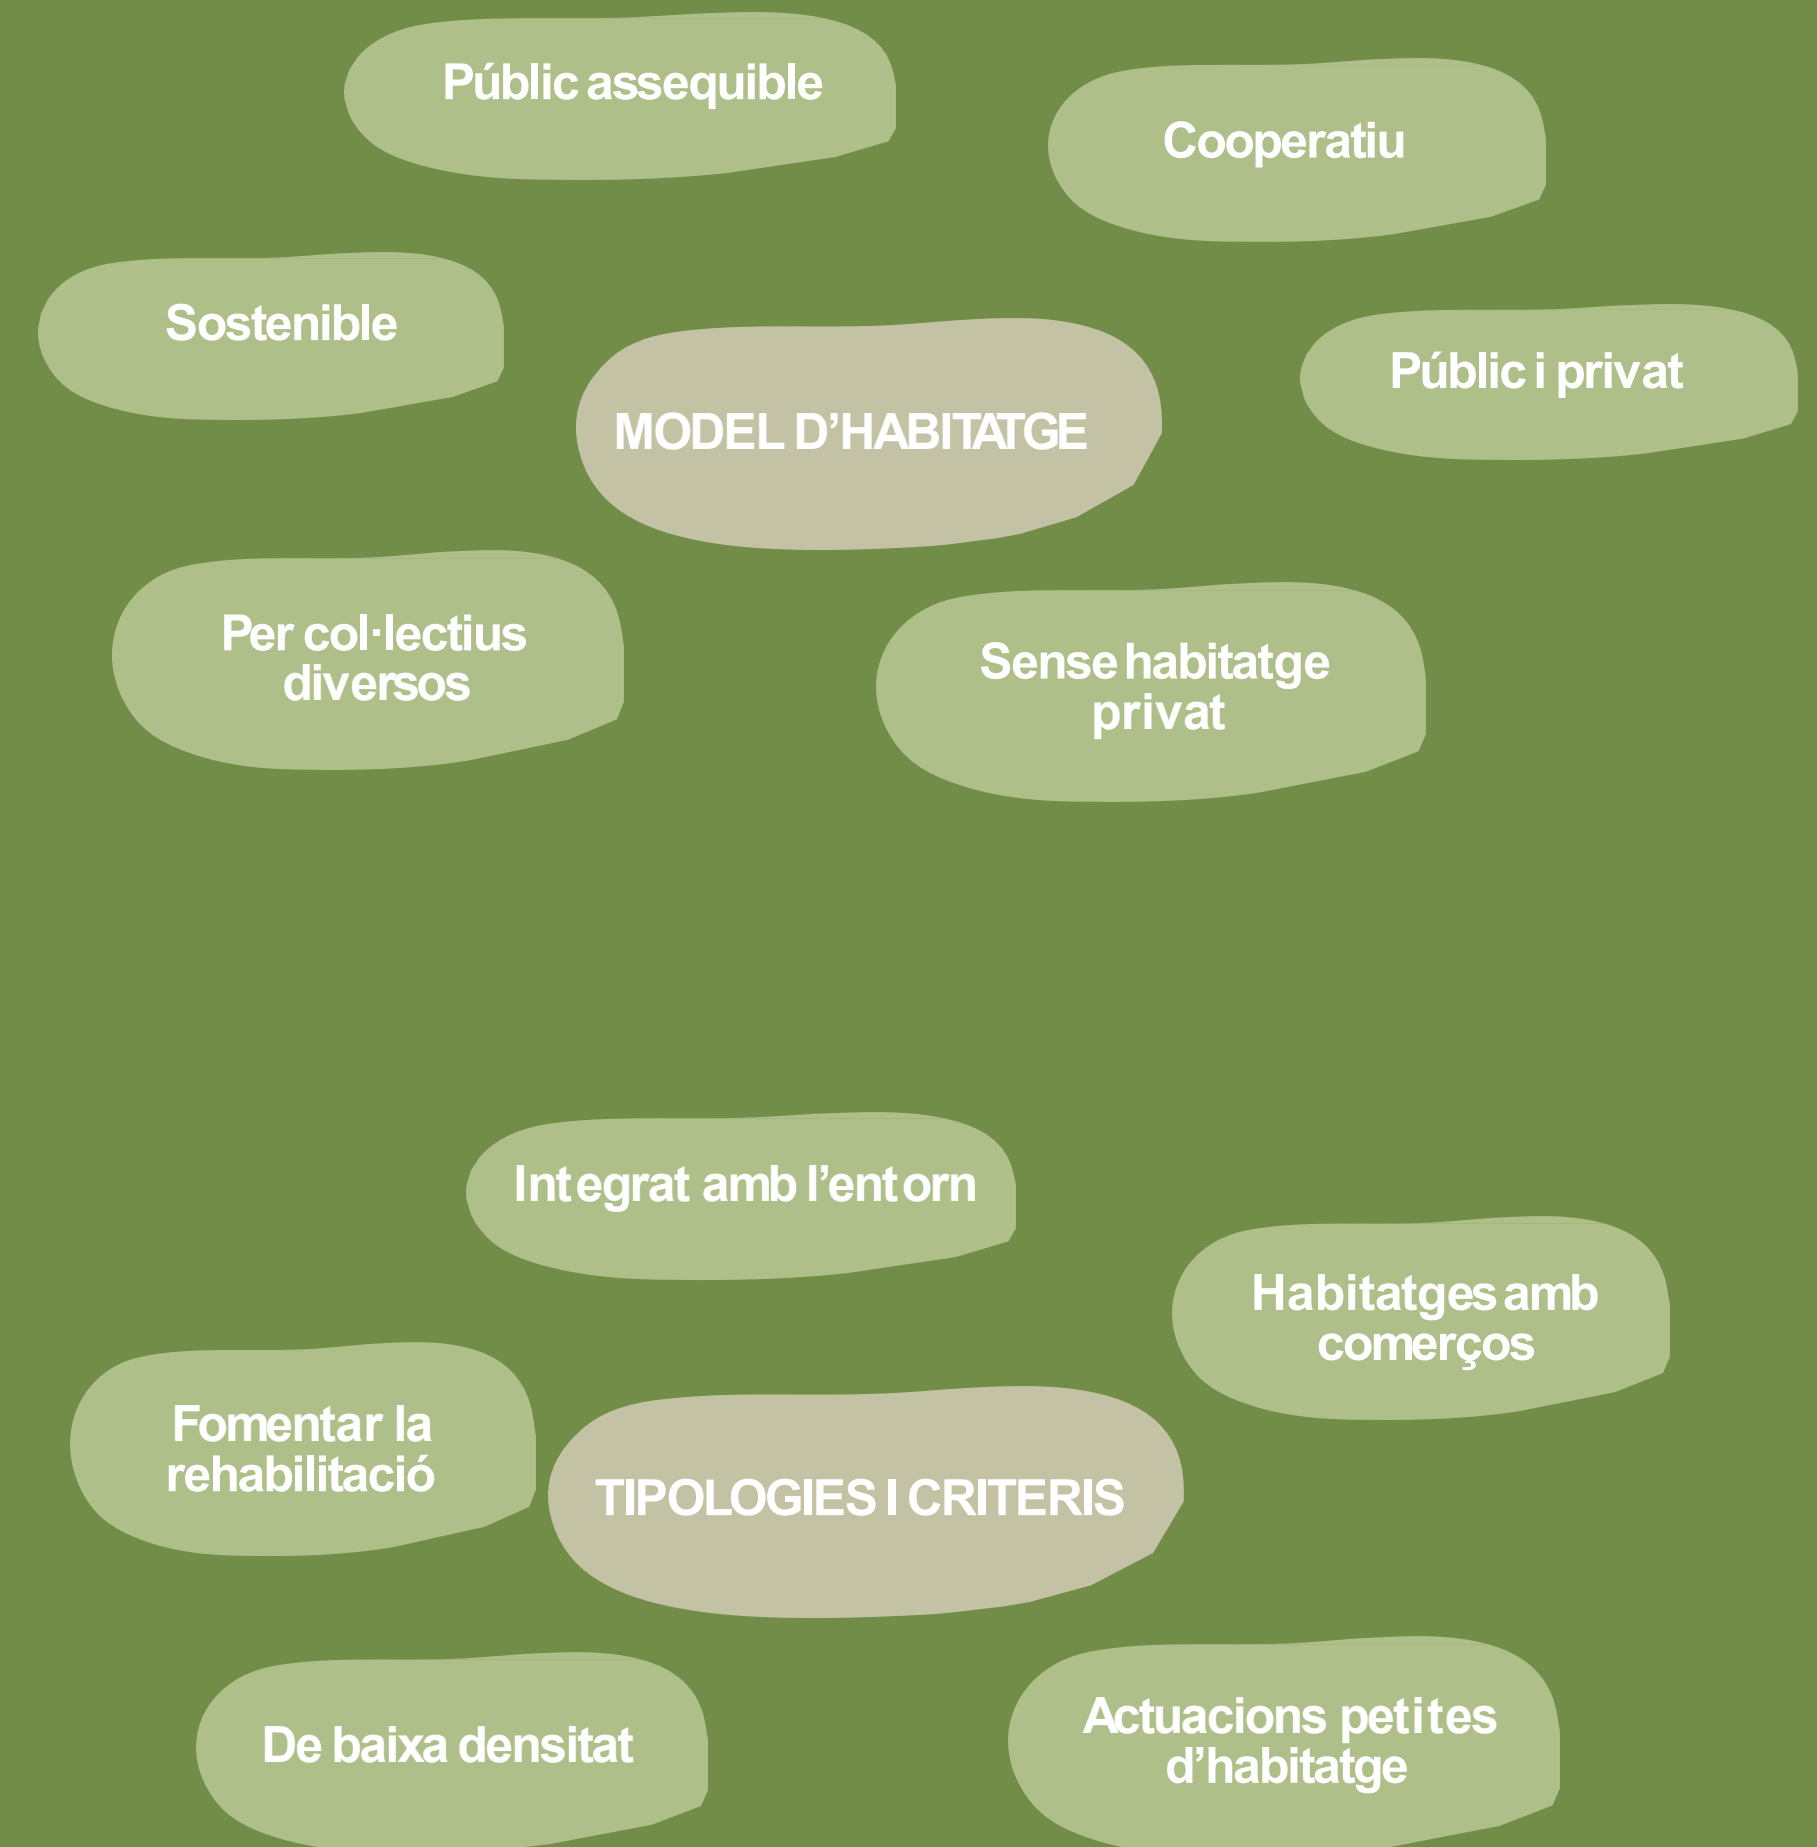 Públic assequible
Cooperatiu
Sostenible
Públic i privat
MODEL D’HABITATGE
Per col·lectius
diversos
Sense habitatge
privat
Integrat amb l’entorn
Habitatges amb
comerços
Fomentar la
rehabilitació
TIPOLOGIES I CRITERIS
De baixa densitat
Actuacions petites
d’habitatge